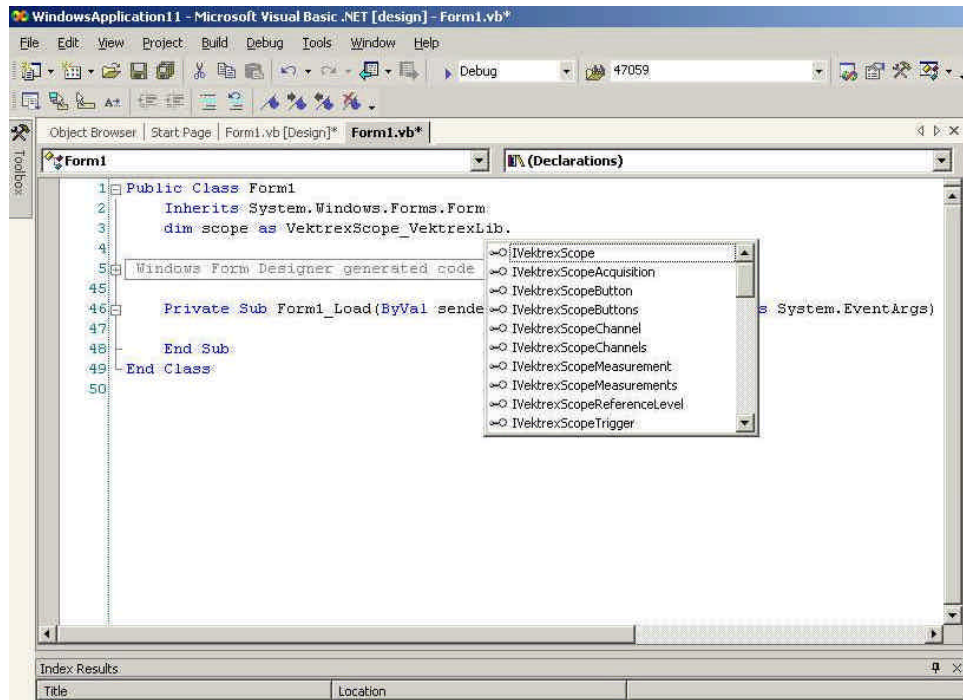 WindowsApplication11 - Microsoft Visual Basic .NET [design] - Form1.vb*
File Edit View Project Build Debug Tools Window Help
Debug 47059
Object Browser Start Page Form1.vb [Design]* Form1.vb*
Toolbox
Form1 (Declarations)
1 Public Class Form1
2 Inherits System.Windows.Forms.Form
3 dim scope as VektrexScope_VektrexLib.
4
5 Windows Form Designer generated code
45
46 Private Sub Form1_Load(ByVal sende s System.EventArgs)
47
48 End Sub
49 End Class
50
IVektrexScope
IVektrexScopeAcquisition
IVektrexScopeButton
IVektrexScopeButtons
IVektrexScopeChannel
IVektrexScopeChannels
IVektrexScopeMeasurement
IVektrexScopeMeasurements
IVektrexScopeReferenceLevel
IVektrexScopeTrigger
Index Results
Title Location